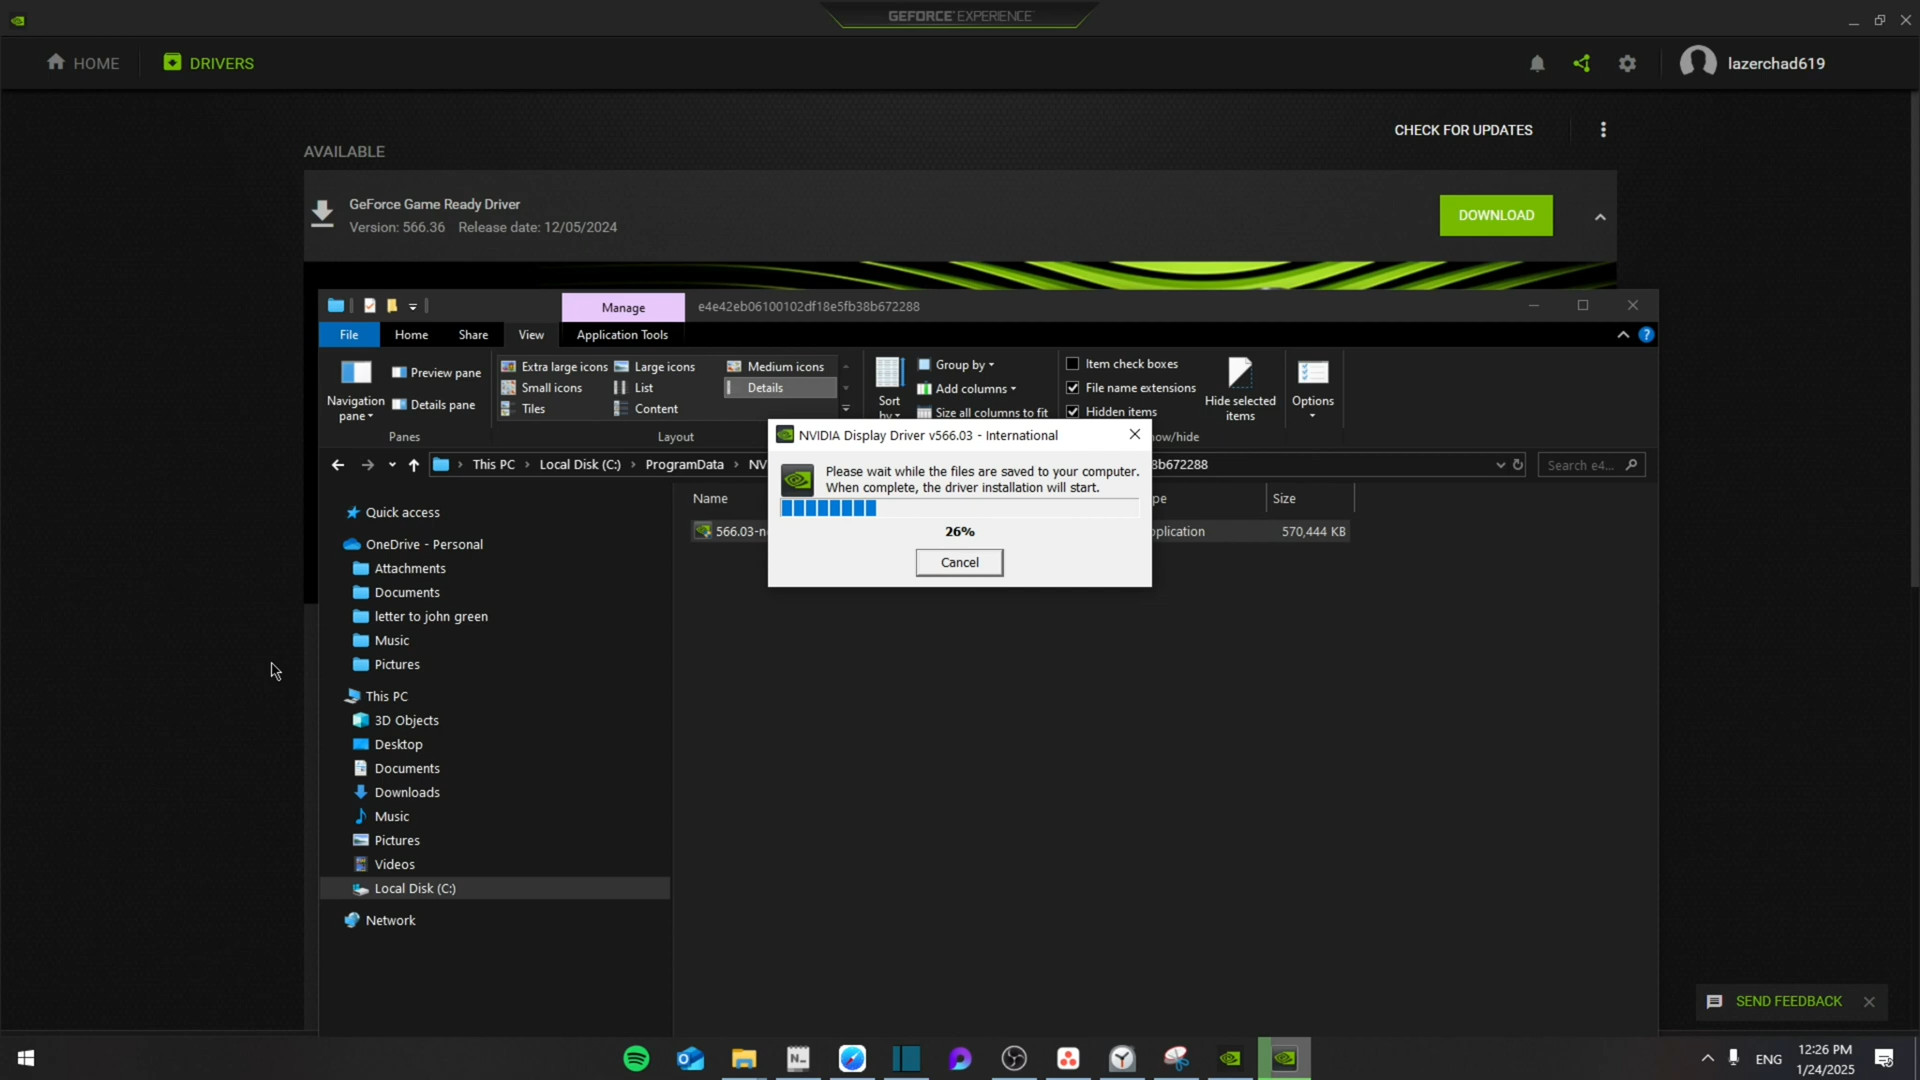 GEFORCE EXPERIENCE
HOME
DRIVERS
lazerchad619
CHECK FOR UPDATES
AVAILABLE
GeForce Game Ready Driver
Version: 566.36 Release date: 12/05/2024
DOWNLOAD
Manage
e4e42eb06100102df18e5fb38b672288
File
Home
Share
View
Application Tools
Navigation pane
Preview pane
Details pane
Panes
Extra large icons
Large icons
Medium icons
Small icons
List
Details
Tiles
Content
Layout
Sort by
Group by
Add columns
Size all columns to fit
Item check boxes
File name extensions
Hidden items
ow/hide
Hide selected items
Options
This PC
Local Disk (C:)
ProgramData
NV
8b672288
Search e4...
NVIDIA Display Driver v566.03 - International
Please wait while the files are saved to your computer.
When complete, the driver installation will start.
26%
Cancel
Name
pe
Size
566.03-n
pplication
570,444 KB
Quick access
OneDrive - Personal
Attachments
Documents
letter to john green
Music
Pictures
This PC
3D Objects
Desktop
Documents
Downloads
Music
Pictures
Videos
Local Disk (C:)
Network
SEND FEEDBACK
N_
ENG
12:26 PM
1/24/2025